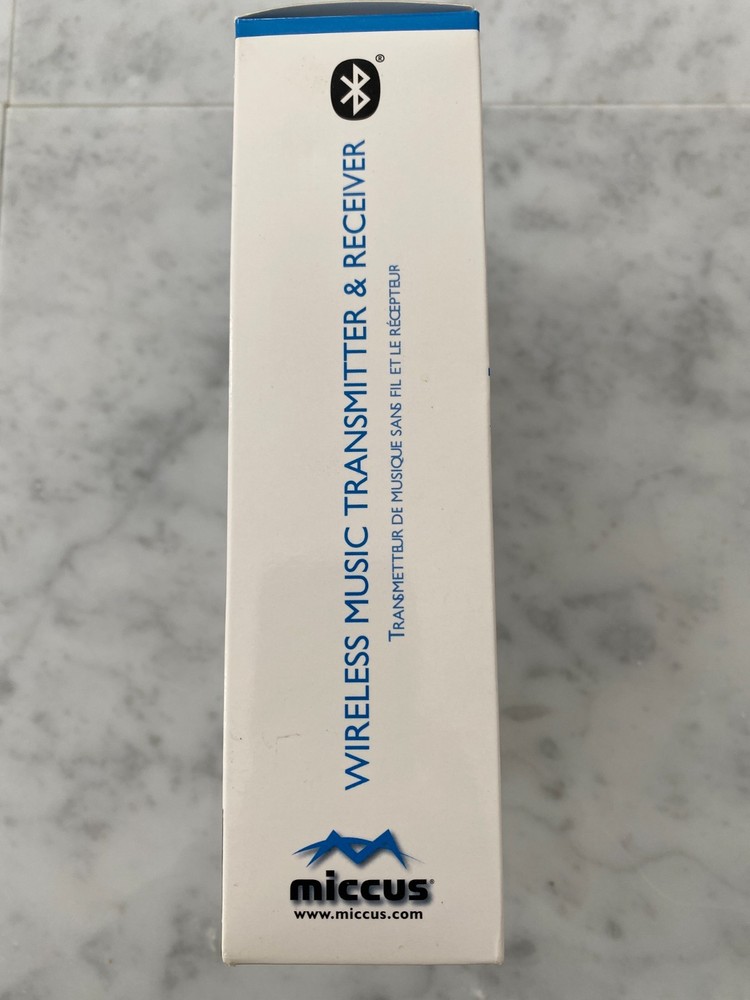 ®
WIRELESS MUSIC TRANSMITTER & RECEIVER
TRANSMETTEUR DE MUSIQUE SANS FIL ET LE RÉCEPTEUR
miccus®
www.miccus.com